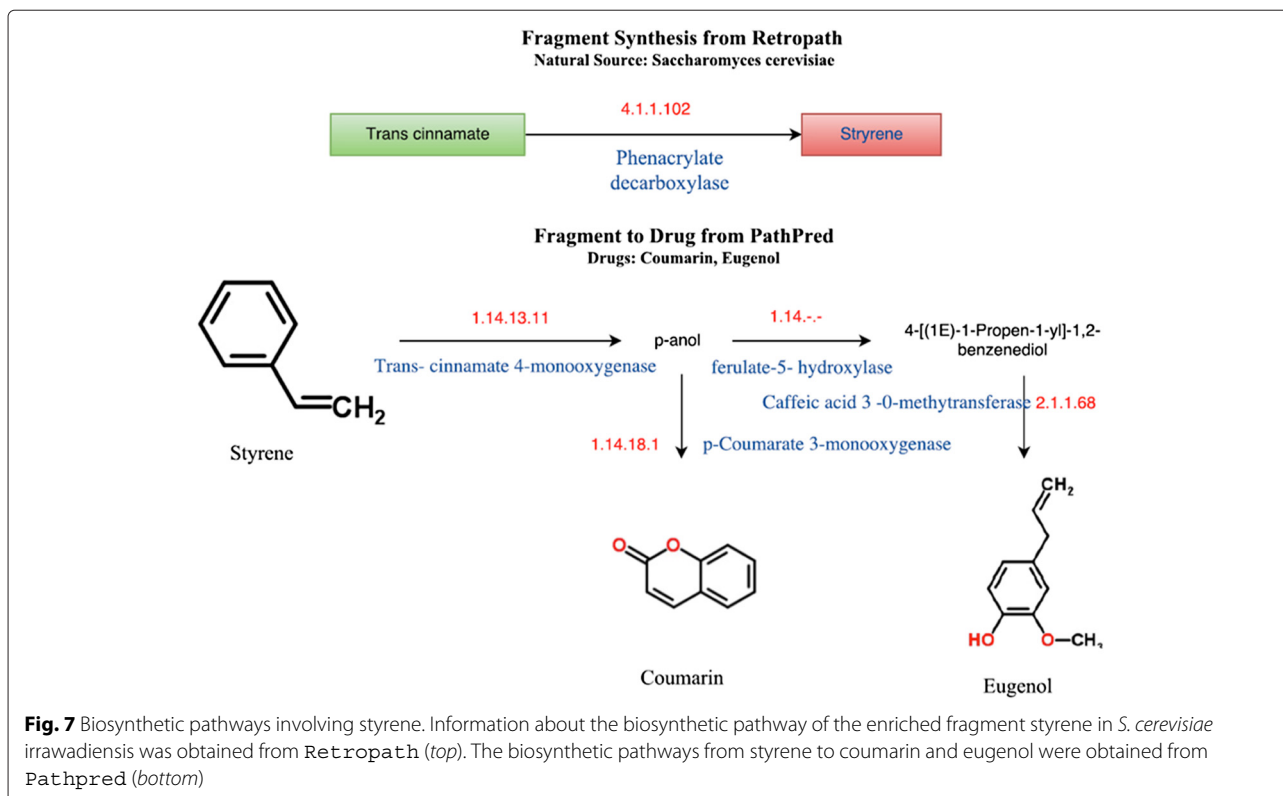 Fragment Synthesis from Retropath
Natural Source: Saccharomyces cerevisiae
4.1.1.102
Trans cinnamate
Stryrene
Phenacrylate
decarboxylase
Fragment to Drug from PathPred
Drugs: Coumarin, Eugenol
CH2
Styrene
1.14.13.11
Trans- cinnamate 4-monooxygenase
p-anol
1.14.-.-
ferulate-5- hydroxylase
4-[(1E)-1-Propen-1-yl]-1,2-
benzenediol
Caffeic acid 3 -0-methytransferase 2.1.1.68
1.14.18.1
p-Coumarate 3-monooxygenase
O O
Coumarin
CH2
HO O—CH3
Eugenol
Fig. 7 Biosynthetic pathways involving styrene. Information about the biosynthetic pathway of the enriched fragment styrene in S. cerevisiae
irrawadiensis was obtained from Retropath (top). The biosynthetic pathways from styrene to coumarin and eugenol were obtained from
Pathpred (bottom)